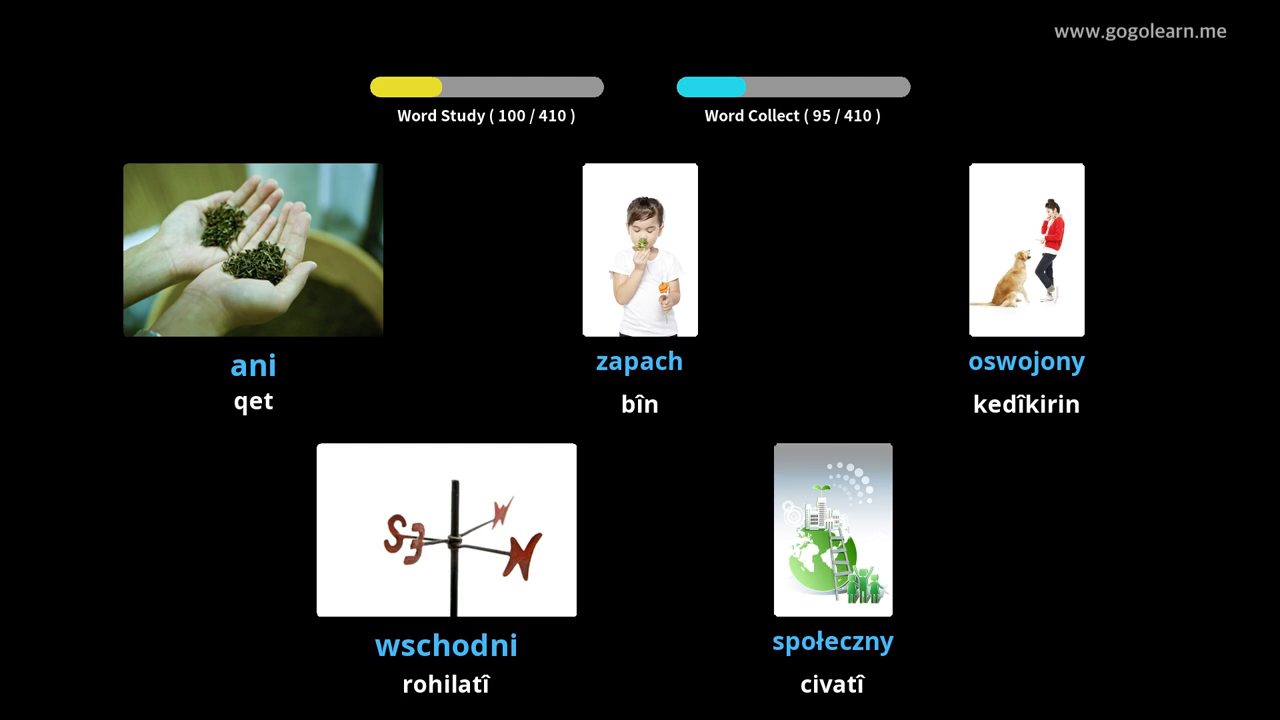 www.gogolearn.me
Word Study ( 100 / 410 )
Word Collect ( 95 / 410 )
ani
qet
zapach
bîn
oswojony
kedîkirin
wschodni
rohilatî
społeczny
civatî